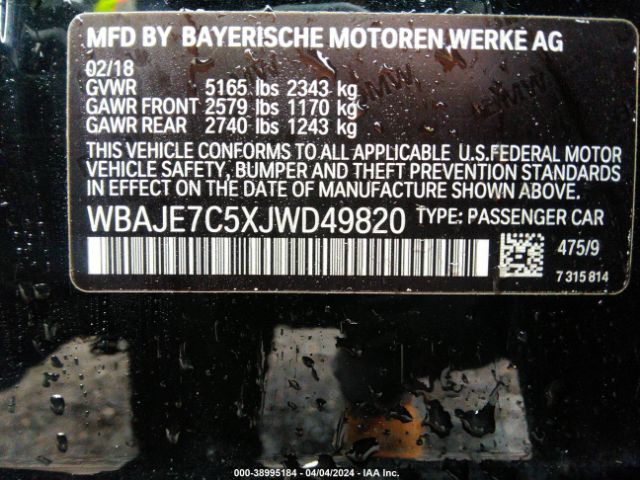 MFD BY BAYERISCHE MOTOREN WERKE AG
02/18
GVWR 5165 lbs 2343 kg
GAWR FRONT 2579 lbs 1170 kg
GAWR REAR 2740 lbs 1243 kg
THIS VEHICLE CONFORMS TO ALL APPLICABLE U.S.FEDERAL MOTOR
VEHICLE SAFETY, BUMPER AND THEFT PREVENTION STANDARDS
IN EFFECT ON THE DATE OF MANUFACTURE SHOWN ABOVE.
WBAJE7C5XJWD49820 TYPE: PASSENGER CAR
475/9
7 315 814
000-38995184 - 04/04/2024 - IAA Inc.